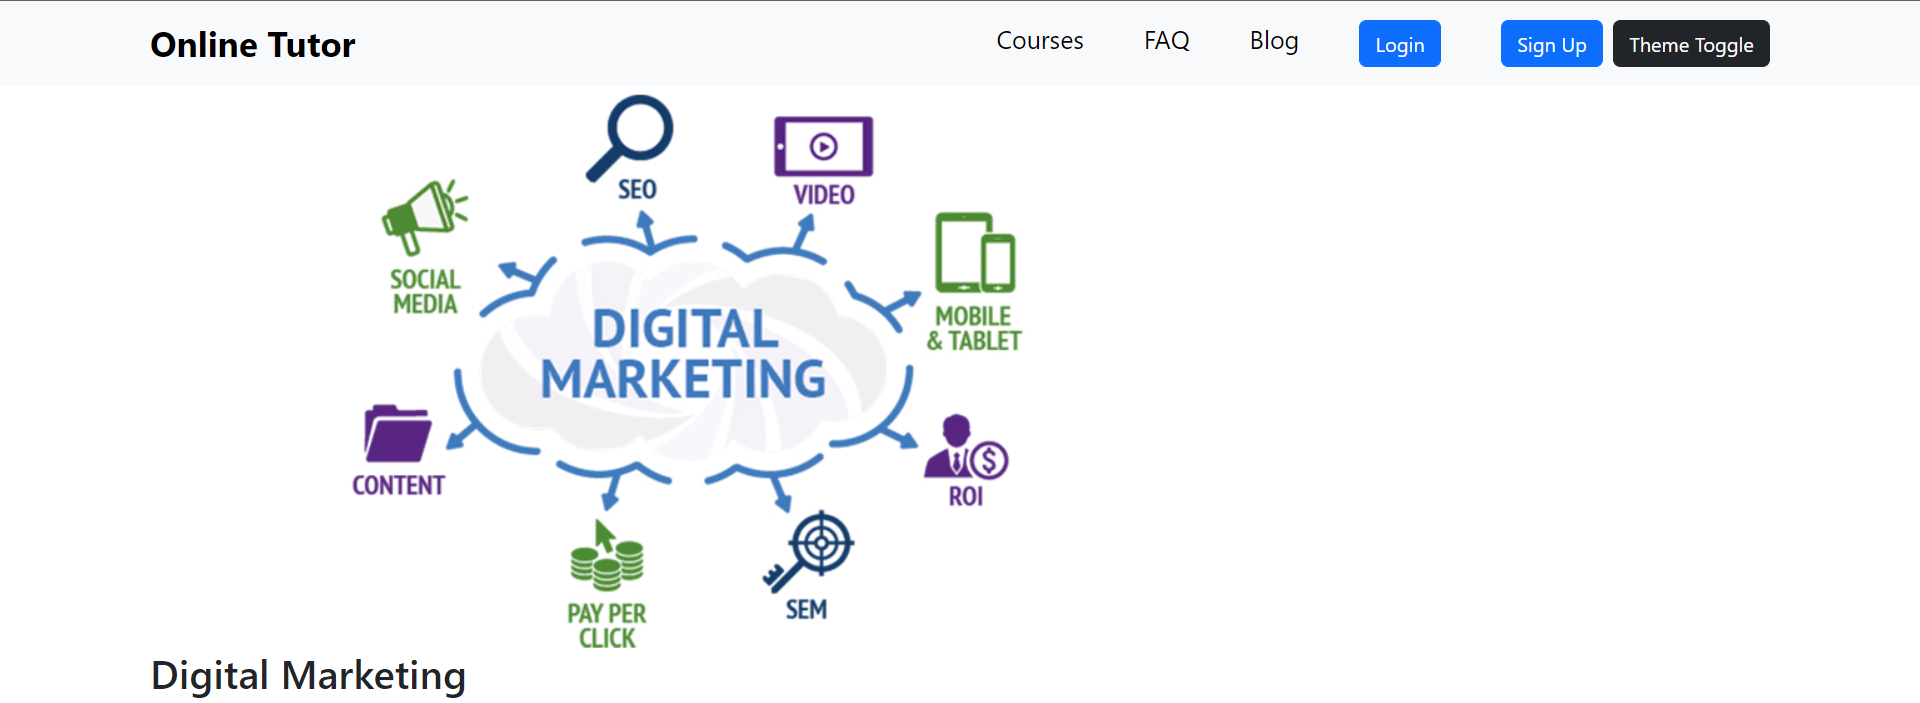 Online Tutor
Courses
FAQ
Blog
Login
Sign Up
Theme Toggle
SEO
VIDEO
SOCIAL
MEDIA
MOBILE
& TABLET
DIGITAL
MARKETING
CONTENT
ROI
PAY PER
CLICK
SEM
Digital Marketing